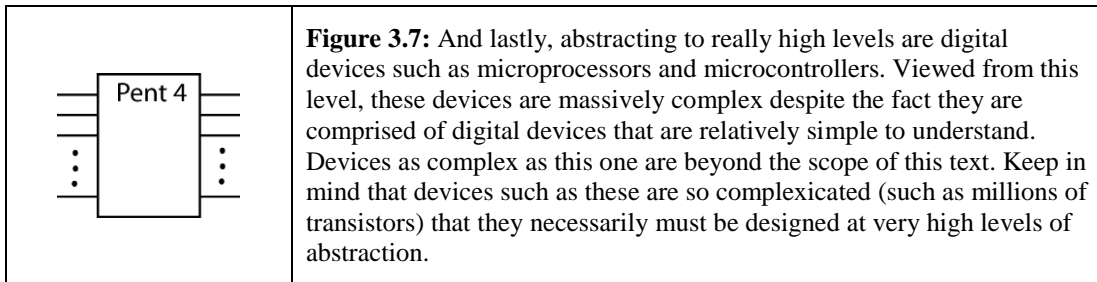 Pent 4
Figure 3.7: And lastly, abstracting to really high levels are digital
devices such as microprocessors and microcontrollers. Viewed from this
level, these devices are massively complex despite the fact they are
comprised of digital devices that are relatively simple to understand.
Devices as complex as this one are beyond the scope of this text. Keep in
mind that devices such as these are so complexicated (such as millions of
transistors) that they necessarily must be designed at very high levels of
abstraction.